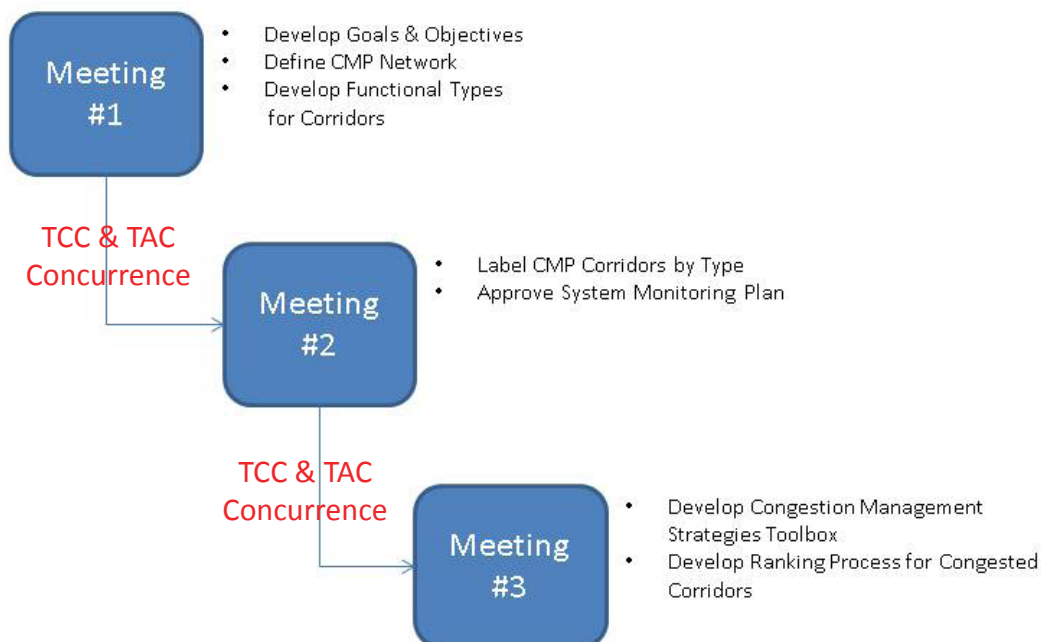 Meeting
#1
• Develop Goals & Objectives
• Define CMP Network
• Develop Functional Types
for Corridors
TCC & TAC
Concurrence
Meeting
#2
• Label CMP Corridors by Type
• Approve System Monitoring Plan
TCC & TAC
Concurrence
Meeting
#3
• Develop Congestion Management
Strategies Toolbox
• Develop Ranking Process for Congested
Corridors